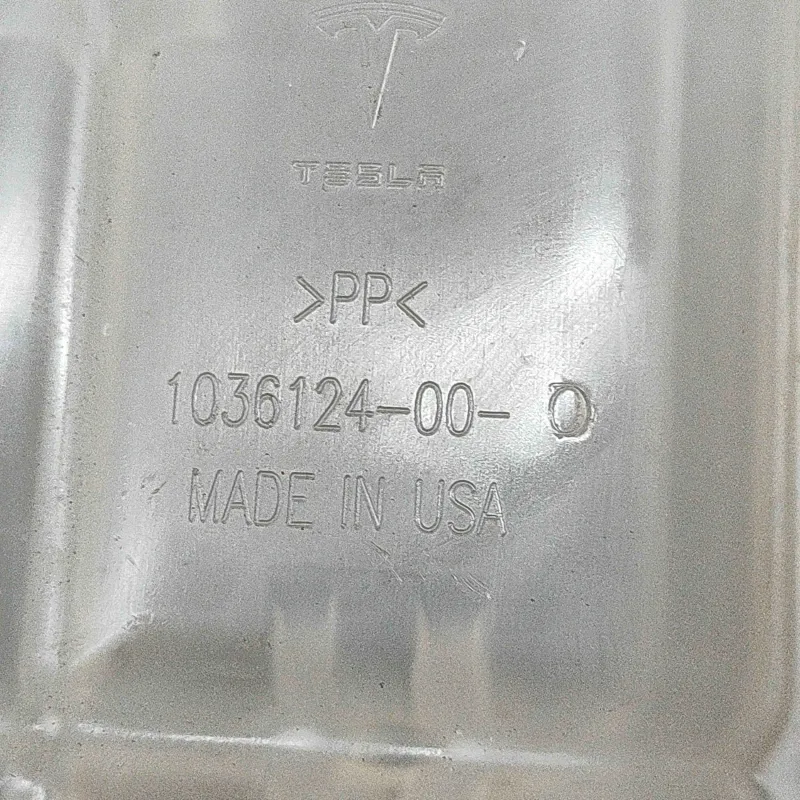 TESLA
>PP<
1036124-00- O
MADE IN USA